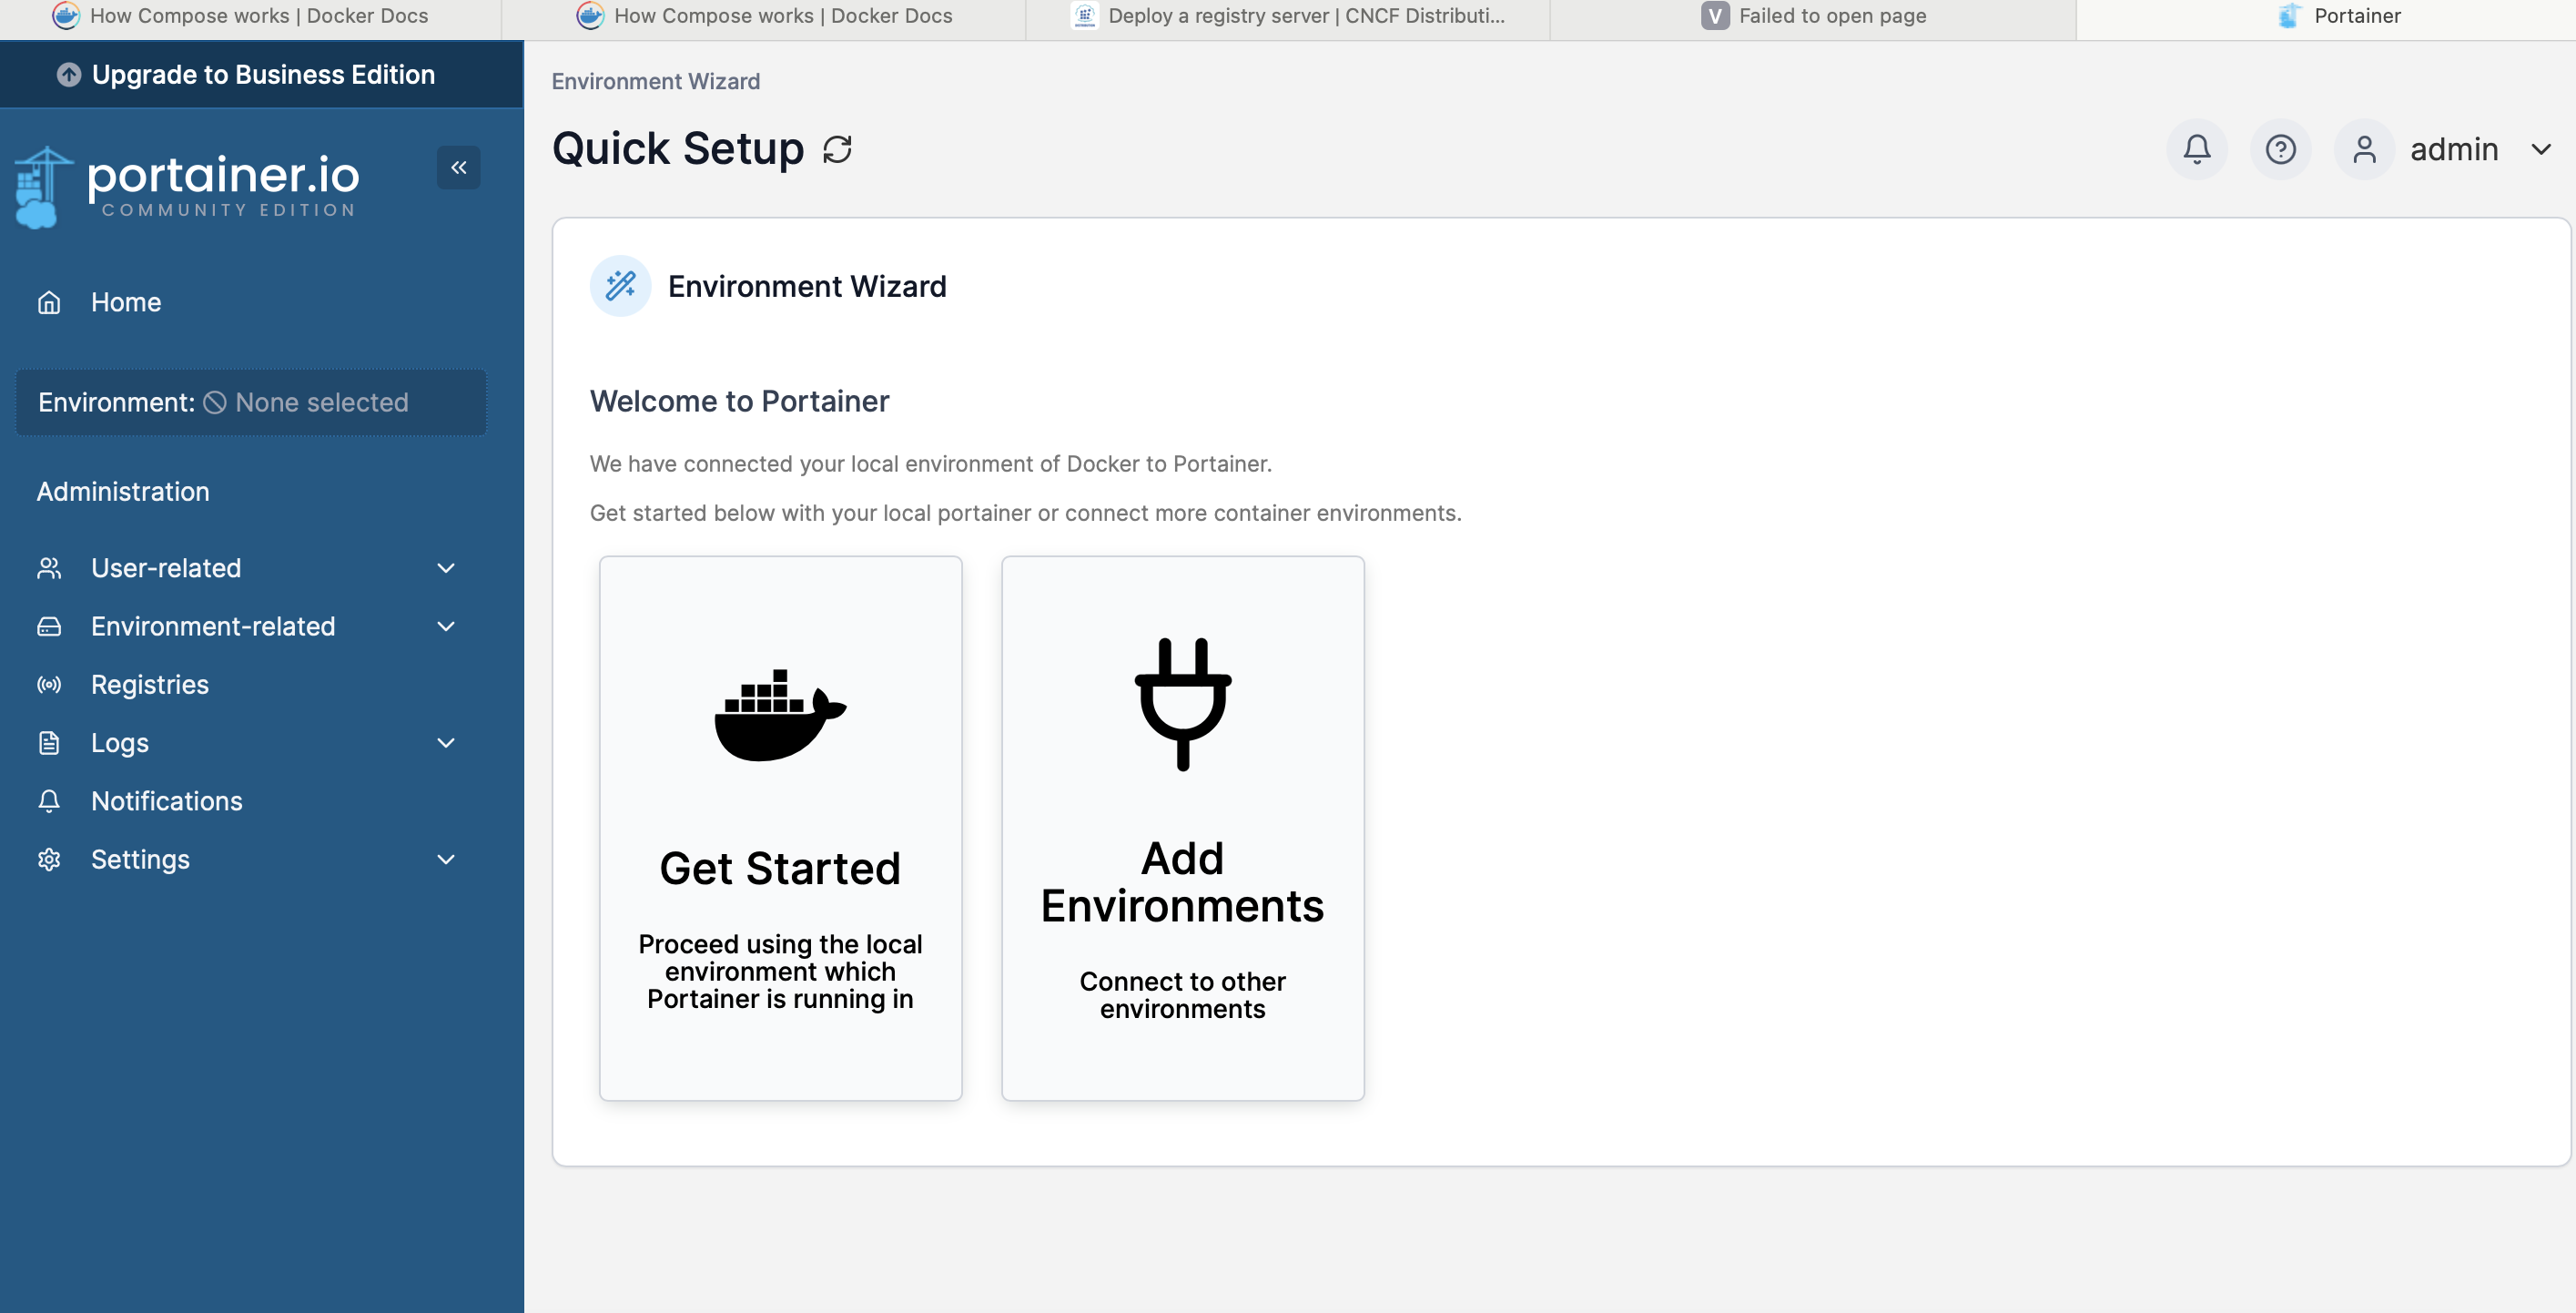 How Compose works | Docker Docs
How Compose works | Docker Docs
Deploy a registry server | CNCF Distributi...
V Failed to open page
Portainer
Upgrade to Business Edition
portainer.io
COMMUNITY EDITION
Home
Environment: None selected
Administration
User-related
Environment-related
Registries
Logs
Notifications
Settings
Environment Wizard
Quick Setup
admin
Environment Wizard
Welcome to Portainer
We have connected your local environment of Docker to Portainer.
Get started below with your local portainer or connect more container environments.
Get Started
Proceed using the local
environment which
Portainer is running in
Add
Environments
Connect to other
environments